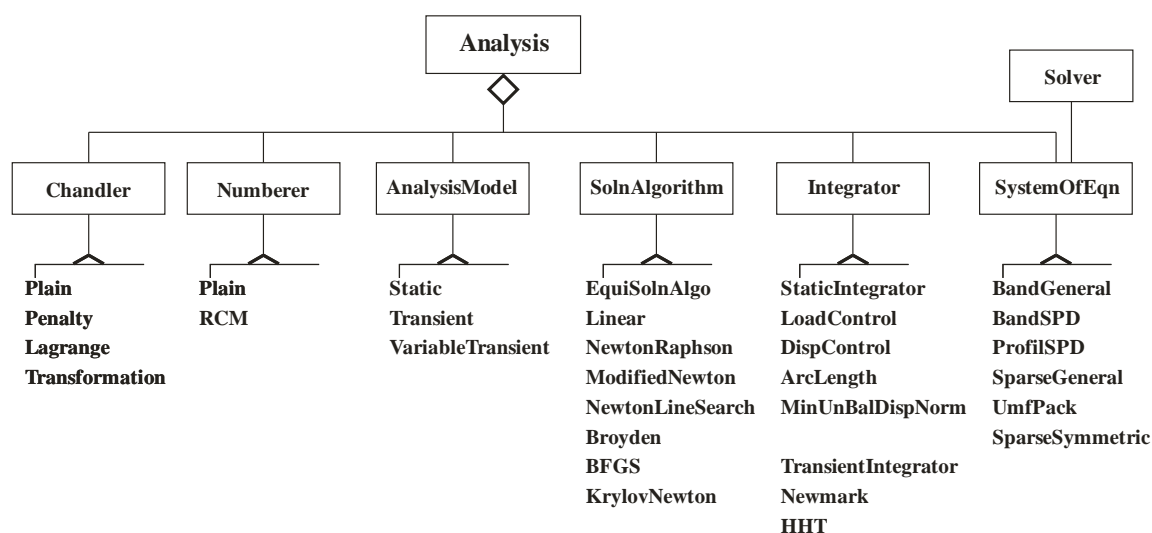 Analysis
Solver
Chandler
Numberer
AnalysisModel
SolnAlgorithm
Integrator
SystemOfEqn
Plain
Penalty
Lagrange
Transformation
Plain
RCM
Static
Transient
VariableTransient
EquiSolnAlgo
Linear
NewtonRaphson
ModifiedNewton
NewtonLineSearch
Broyden
BFGS
KrylovNewton
StaticIntegrator
LoadControl
DispControl
ArcLength
MinUnBalDispNorm
TransientIntegrator
Newmark
HHT
BandGeneral
BandSPD
ProfilSPD
SparseGeneral
UmfPack
SparseSymmetric